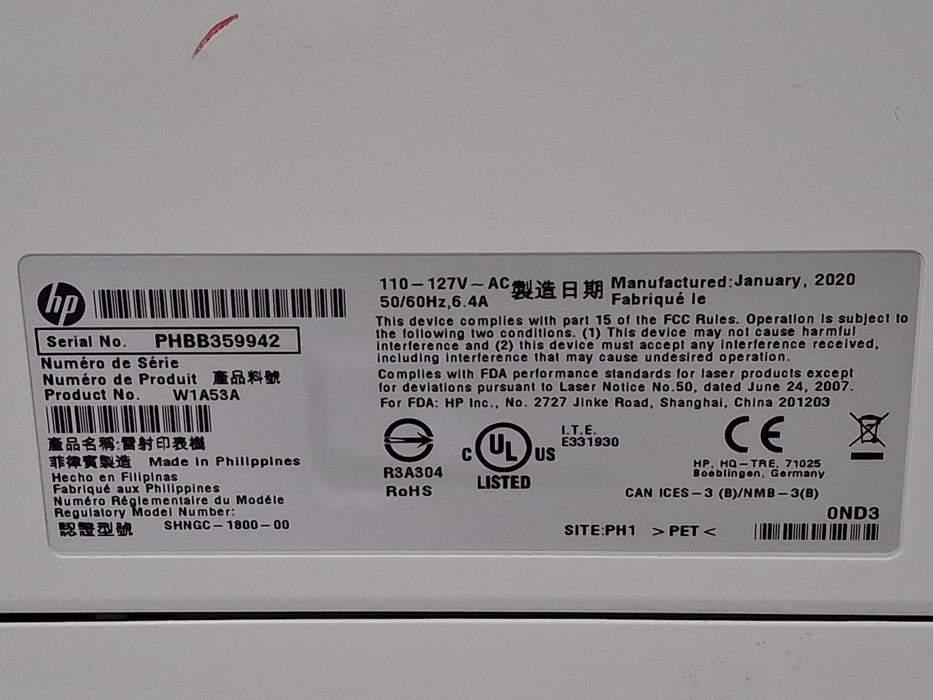 hp
Serial No. PHBB359942
Numéro de Série
Numéro de Produit 產品料號
Product No. W1A53A
產品名稱:雷射印表機
菲律賓製造 Made in Philippines
Hecho en Filipinas
Fabriqué aux Philippines
Numéro Réglementaire du Modèle
Regulatory Model Number:
認證型號 SHNGC-1800-00
110-127V~AC
50/60Hz,6.4A
製造日期
Manufactured:January, 2020
Fabriqué le
This device complies with part 15 of the FCC Rules. Operation is subject to
the following two conditions. (1) This device may not cause harmful
interference and (2) this device must accept any interference received,
including interference that may cause undesired operation.
Complies with FDA performance standards for laser products except
for deviations pursuant to Laser Notice No.50, dated June 24, 2007.
For FDA: HP Inc., No. 2727 Jinke Road, Shanghai, China 201203
R3A304
RoHS
c UL US
LISTED
I.T.E.
E331930
CE
HP, HQ-TRE, 71025
Boeblingen, Germany
CAN ICES-3 (B)/NMB-3(B)
0ND3
SITE:PH1 >PET<